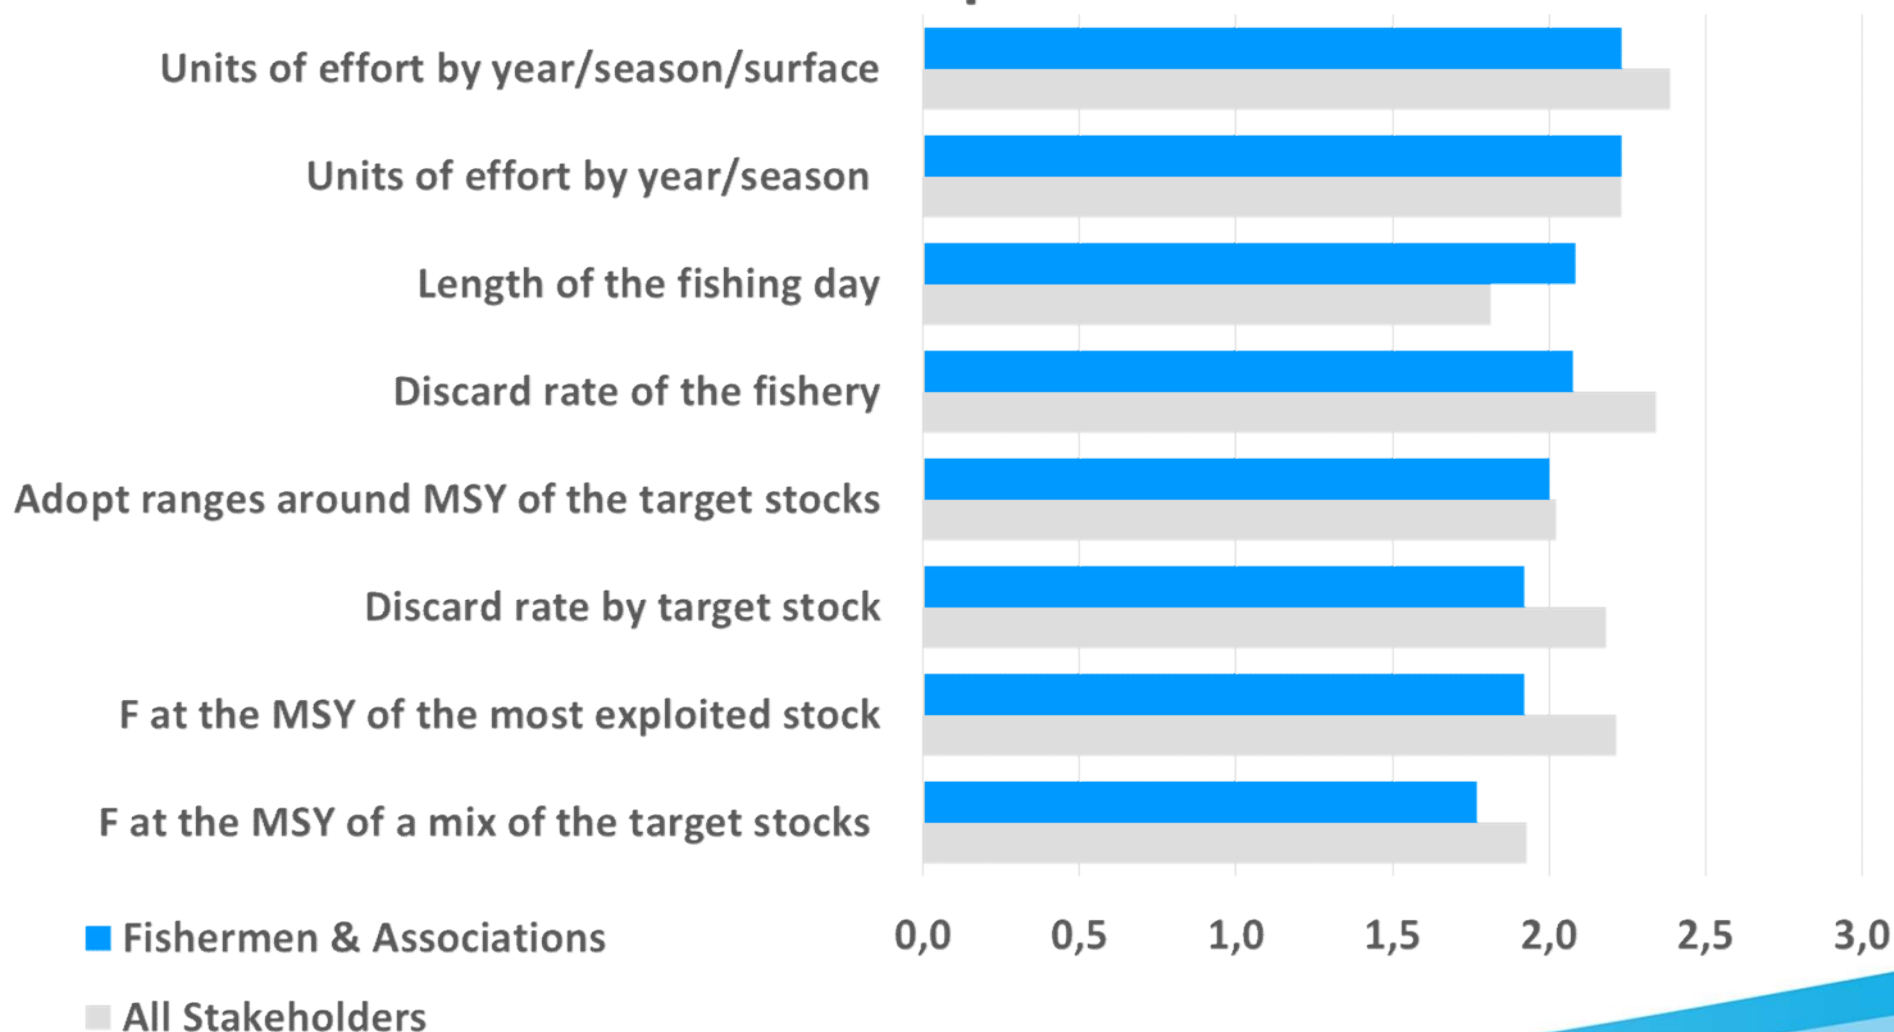 Units of effort by year/season/surface
Units of effort by year/season
Length of the fishing day
Discard rate of the fishery
Adopt ranges around MSY of the target stocks
Discard rate by target stock
F at the MSY of the most exploited stock
F at the MSY of a mix of the target stocks
0,0 0,5 1,0 1,5 2,0 2,5 3,0
Fishermen & Associations
All Stakeholders